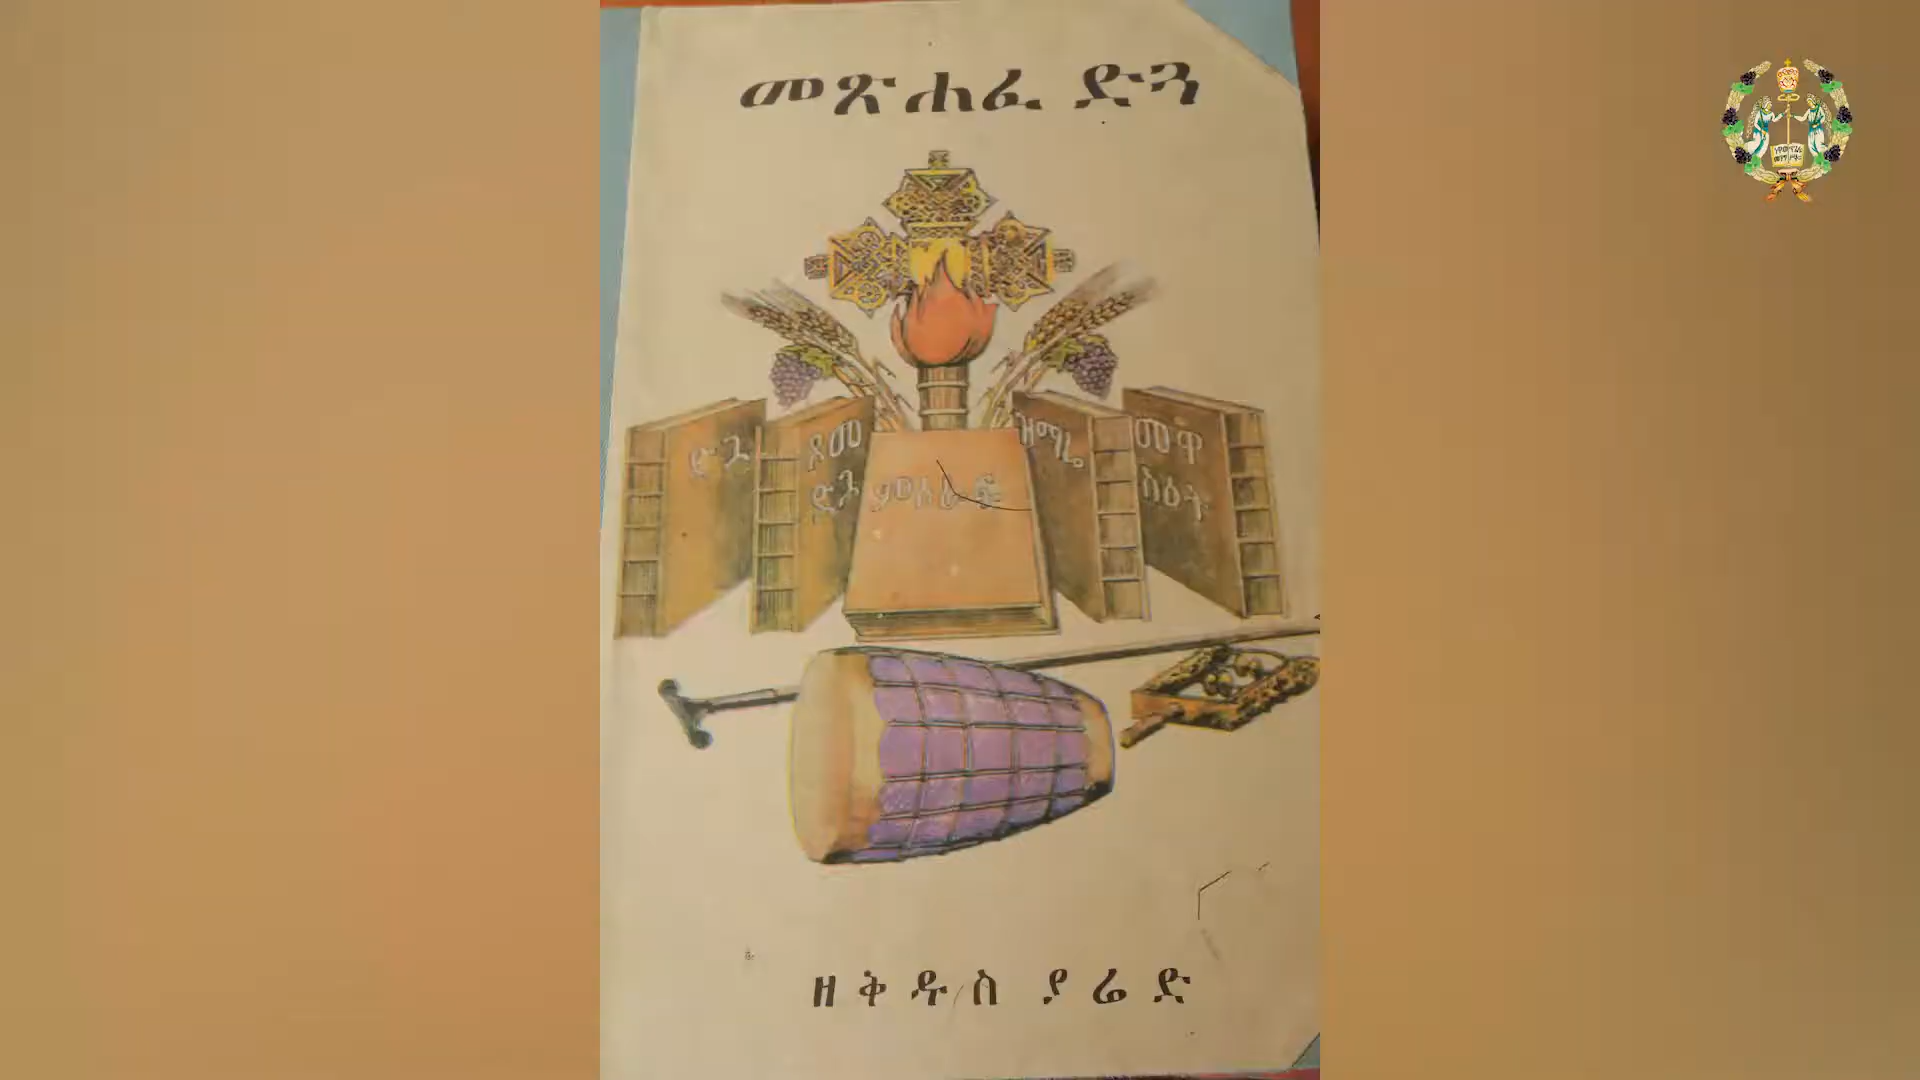 መጽሐፈ ድጓ
ድጓ
ጾመ
ድጓ
ምዕራፍ
ዝማሬ
መዋ
ስዕት
ዘቅዱስ ያሬድ